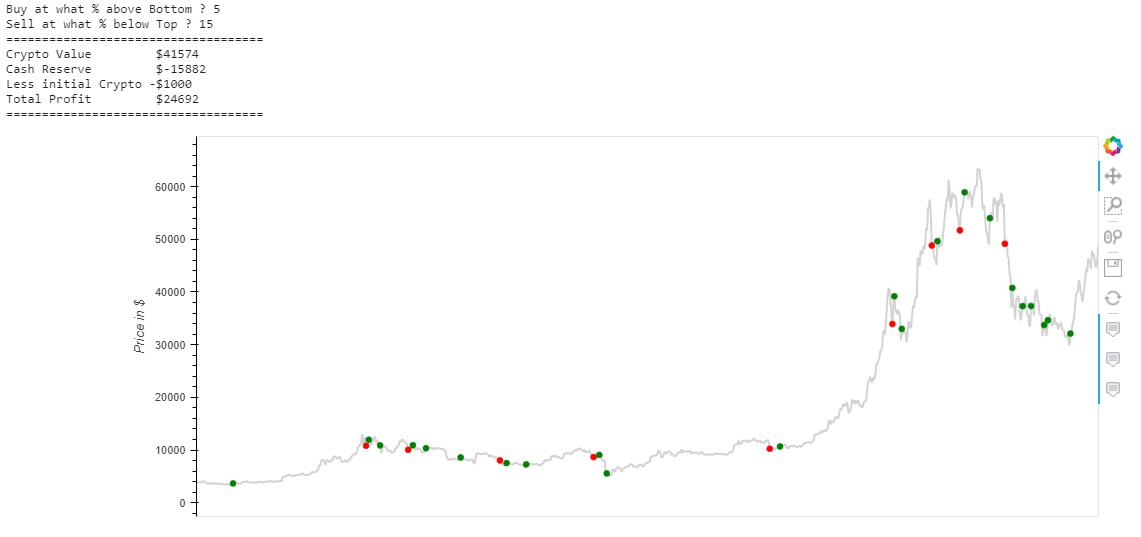 Buy at what % above Bottom ? 5
Sell at what % below Top ? 15
====================================
Crypto Value $41574
Cash Reserve $-15882
Less initial Crypto -$1000
Total Profit $24692
====================================
60000
50000
40000
30000
20000
10000
0
Price in $